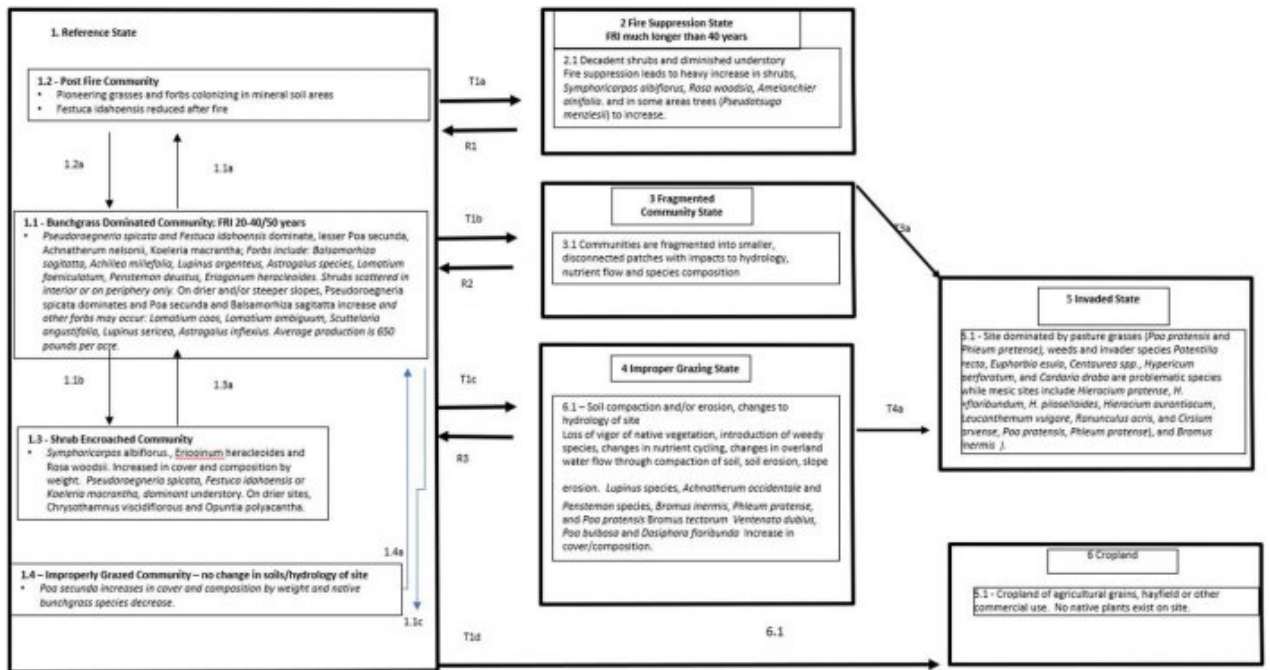 1. Reference State
1.2 - Post Fire Community
• Pioneering grasses and forbs colonizing in mineral soil areas
• Festuca idahoensis reduced after fire
1.2a
1.1a
1.1 - Bunchgrass Dominated Community; FRI 20-40/50 years
• Pseudoroegneria spicata and Festuca idahoensis dominate, lesser Poa secunda,
Achnatherum nelsonii, Koeleria macrantha; Forbs include: Balsamorhiza
sagittata, Achillea millefolia, Lupinus argenteus, Astragalus species, Lomatium
foeniculatum, Penstemon deustus, Eriogonum heracleoides. Shrubs scattered in
interior or on periphery only. On drier and/or steeper slopes, Pseudoroegneria
spicata dominates and Poa secunda and Balsamorhiza sagittata increase and
other forbs may occur: Lomatium coos, Lomatium ambiguum, Scuttelaria
angustifolia, Lupinus sericea, Astragalus inflexius. Average production is 650
pounds per acre.
1.1b
1.3a
1.3 - Shrub Encroached Community
• Symphoricarpus albiflorus., Eriooinum heracleoides and
Rosa woodsii. Increased in cover and composition by
weight. Pseudoroegneria spicata, Festuca idahoensis or
Koeleria macrantha, dominant understory. On drier sites,
Chrysothamnus viscidiflorous and Opuntia polyacantha.
1.4a
1.4 – Improperly Grazed Community – no change in soils/hydrology of site
• Poa secunda increases in cover and composition by weight and native
bunchgrass species decrease.
1.1c
T1a
R1
T1b
R2
T1c
R3
T1d
2 Fire Suppression State
FRI much longer than 40 years
2.1 Decadent shrubs and diminished understory
Fire suppression leads to heavy increase in shrubs,
Symphoricarpos albiflorus, Rosa woodsia, Amelanchier
alnifolia. and in some areas trees (Pseudotsuga
menziesii) to increase.
3 Fragmented
Community State
3.1 Communities are fragmented into smaller,
disconnected patches with impacts to hydrology,
nutrient flow and species composition
T3a
4 Improper Grazing State
6.1 – Soil compaction and/or erosion, changes to
hydrology of site
Loss of vigor of native vegetation, introduction of weedy
species, changes in nutrient cycling, changes in overland
water flow through compaction of soil, soil erosion, slope
erosion. Lupinus species, Achnatherum occidentale and
Penstemon species, Bromus inermis, Phleum pratense,
and Poa pratensis Bromus tectorum Ventenata dubius,
Poa bulbosa and Dasiphora floribunda Increase in
cover/composition.
T4a
5 Invaded State
5.1 - Site dominated by pasture grasses (Poa pratensis and
Phleum pretense), weeds and invader species Potentilla
recta, Euphorbia esula, Centaurea spp., Hypericum
perforatum, and Cardaria draba are problematic species
while mesic sites include Hieracium pratense, H.
×floribundum, H. piloselloides, Hieracium aurantiacum,
Leucanthemum vulgare, Ranunculus acris, and Cirsium
arvense, Poa pratensis, Phleum pratense), and Bromus
inermis ).
6 Cropland
5.1 - Cropland of agricultural grains, hayfield or other
commercial use. No native plants exist on site.
6.1